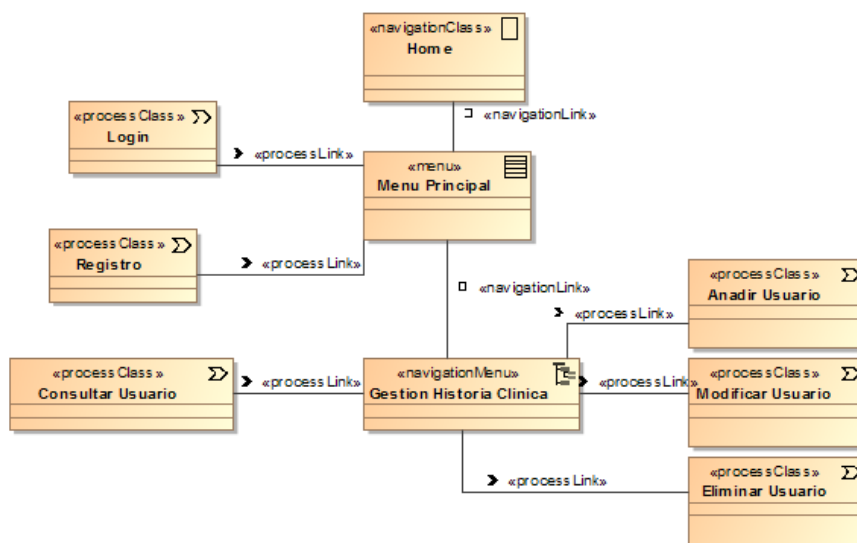 «navigationClass»
Home
«navigationLink»
«processClass»
Login
«processLink»
«menu»
Menu Principal
«processClass»
Registro
«processLink»
«navigationLink»
«processClass»
Anadir Usuario
«processLink»
«processClass»
Consultar Usuario
«processLink»
«navigationMenu»
Gestion Historia Clinica
«processLink»
«processClass»
Modificar Usuario
«processLink»
«processClass»
Eliminar Usuario